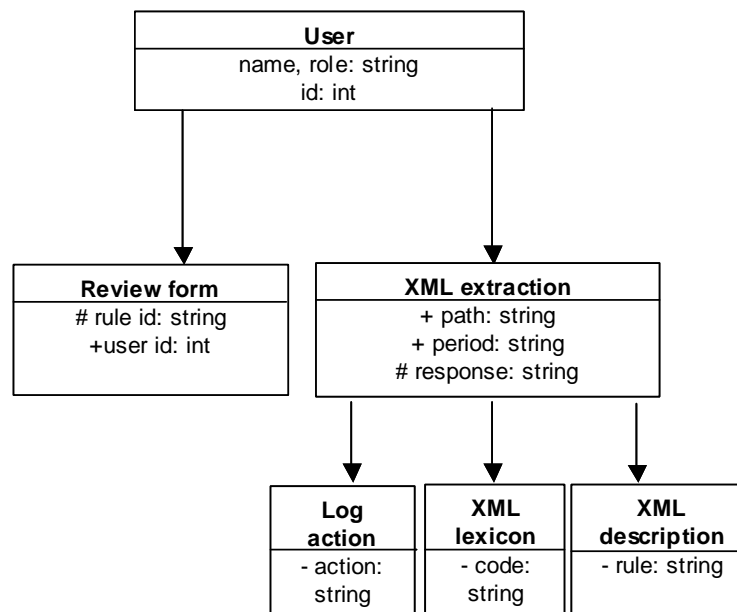 User
name, role: string
id: int
Review form
# rule id: string
+user id: int
XML extraction
+ path: string
+ period: string
# response: string
Log
action
- action:
string
XML
lexicon
- code:
string
XML
description
- rule: string